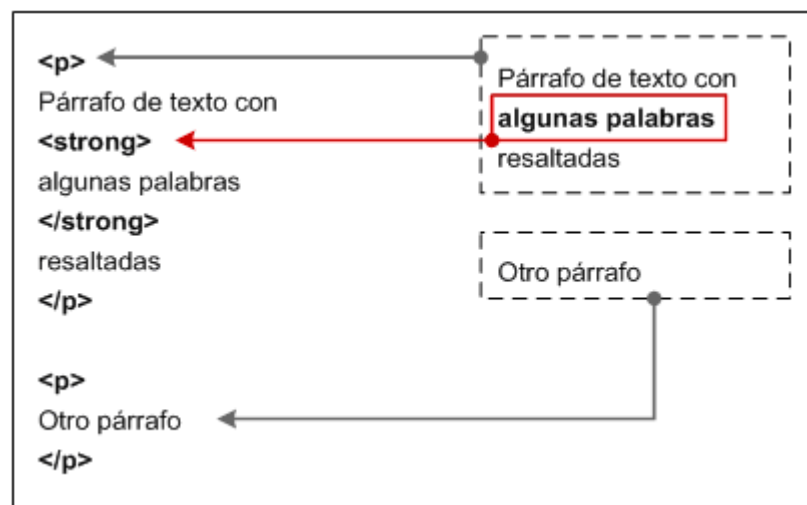 <p>
Párrafo de texto con
<strong>
algunas palabras
</strong>
resaltadas
</p>
<p>
Otro párrafo
</p>
Párrafo de texto con
algunas palabras
resaltadas
Otro párrafo